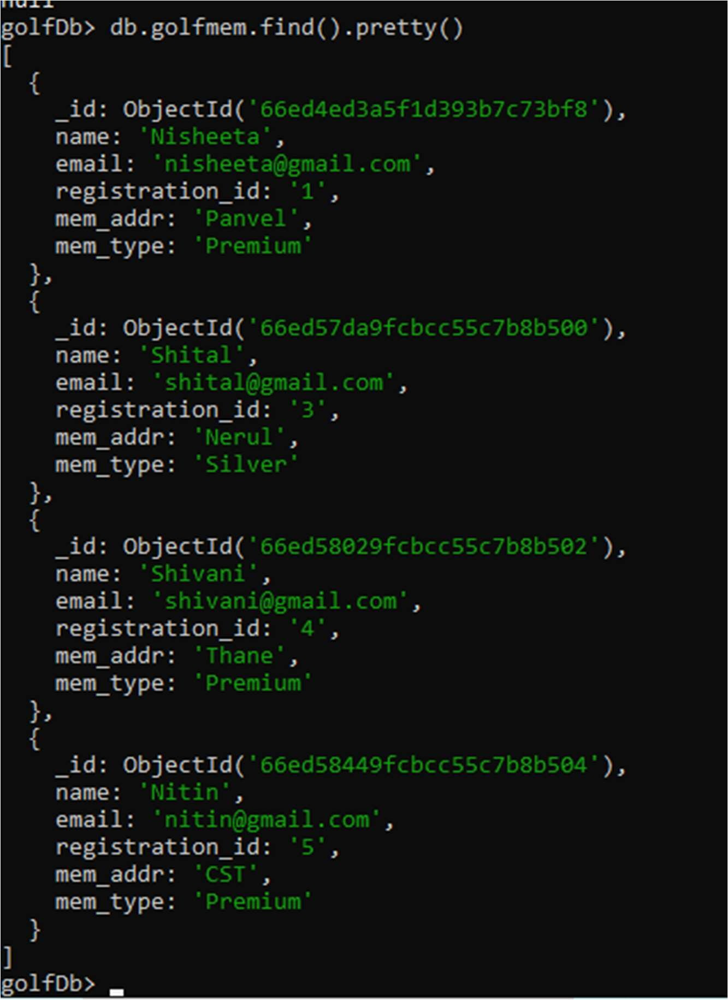 null
golfDb> db.golfmem.find().pretty()
[
  {
    _id: ObjectId('66ed4ed3a5f1d393b7c73bf8'),
    name: 'Nisheeta',
    email: 'nisheeta@gmail.com',
    registration_id: '1',
    mem_addr: 'Panvel',
    mem_type: 'Premium'
  },
  {
    _id: ObjectId('66ed57da9fcbcc55c7b8b500'),
    name: 'Shital',
    email: 'shital@gmail.com',
    registration_id: '3',
    mem_addr: 'Nerul',
    mem_type: 'Silver'
  },
  {
    _id: ObjectId('66ed58029fcbcc55c7b8b502'),
    name: 'Shivani',
    email: 'shivani@gmail.com',
    registration_id: '4',
    mem_addr: 'Thane',
    mem_type: 'Premium'
  },
  {
    _id: ObjectId('66ed58449fcbcc55c7b8b504'),
    name: 'Nitin',
    email: 'nitin@gmail.com',
    registration_id: '5',
    mem_addr: 'CST',
    mem_type: 'Premium'
  }
]
golfDb>